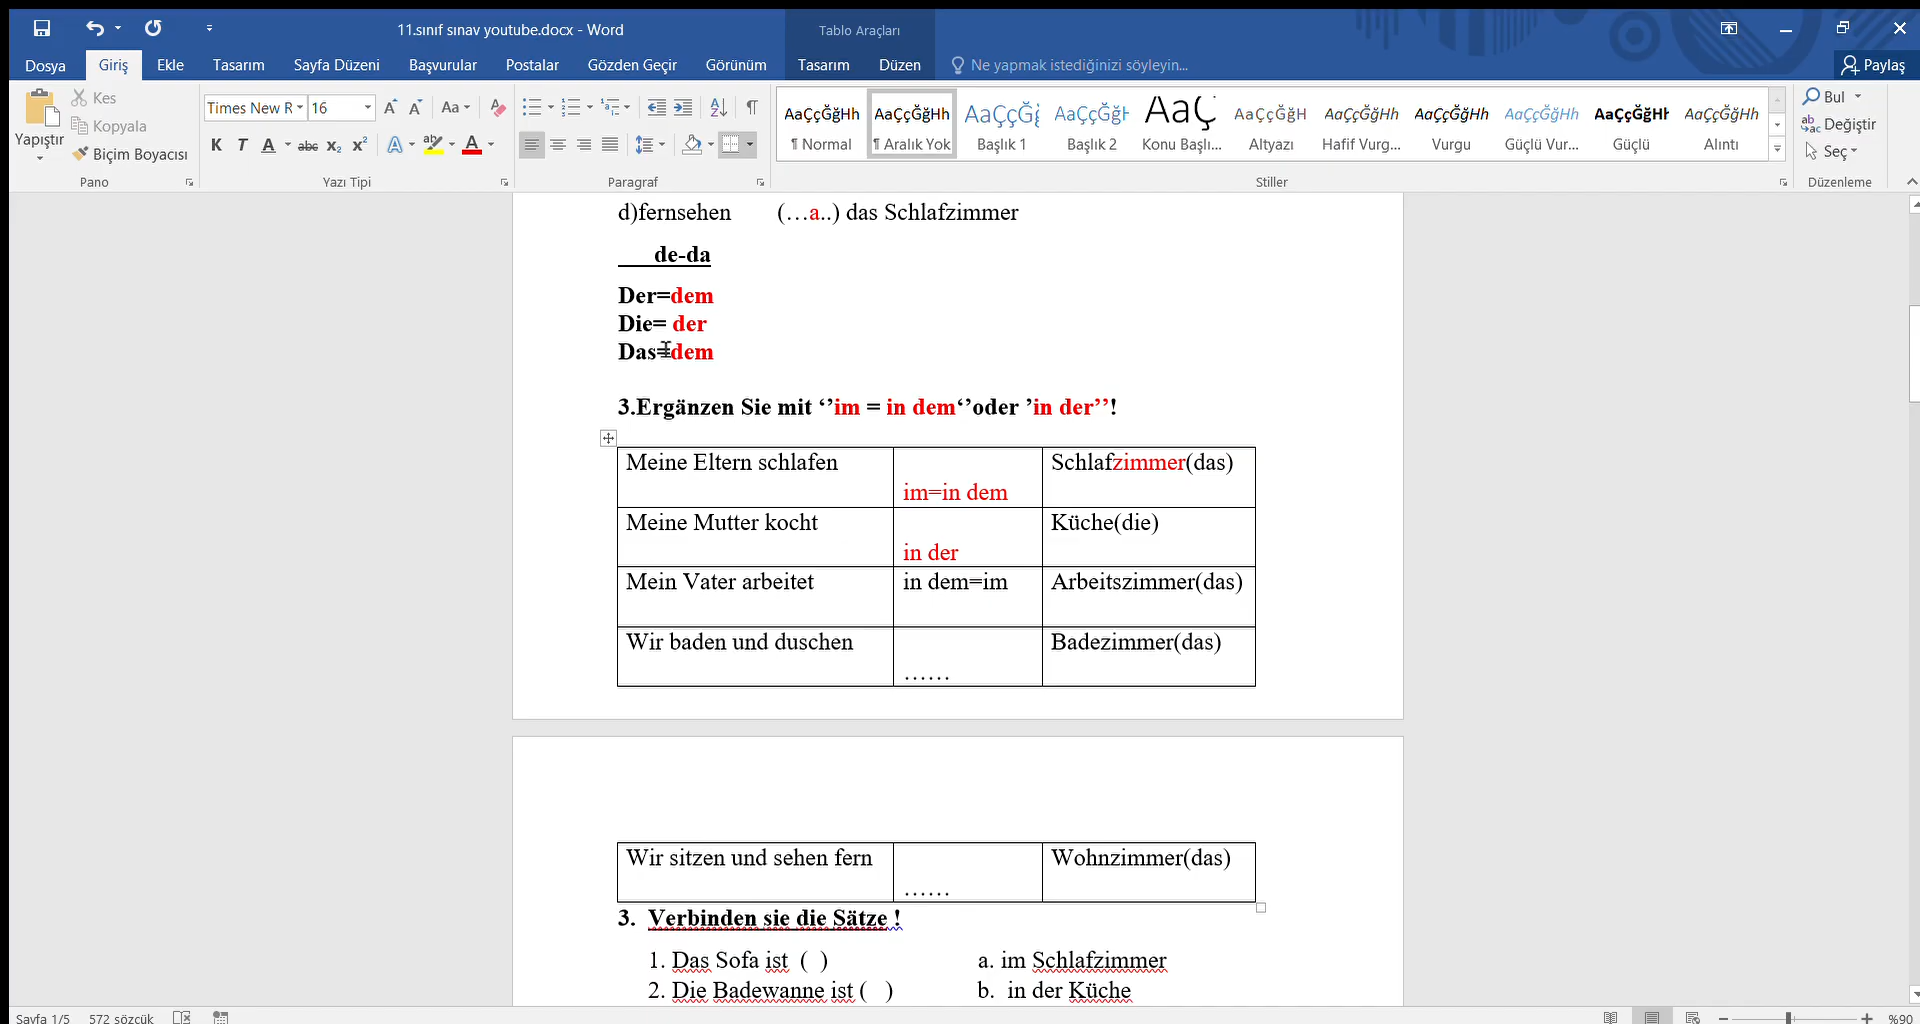 11.sınıf sınav youtube.docx - Word
Tablo Araçları
Dosya Giriş Ekle Tasarım Sayfa Düzeni Başvurular Postalar Gözden Geçir Görünüm Tasarım Düzen Ne yapmak istediğinizi söyleyin... Paylaş
Yapıştır
Kes
Kopyala
Biçim Boyacısı
Pano
Times New R 16
K T A abc x₂ x²
Yazı Tipi
Paragraf
AaÇçĞğHh AaÇçĞğHh AaÇçĞğ AaÇçĞğH AaÇ AaÇçĞğH AaÇçĞğHh AaÇçĞğHh AaÇçĞğHh AaÇçĞğHh AaÇçĞğHh
¶ Normal ¶ Aralık Yok Başlık 1 Başlık 2 Konu Başlı... Altyazı Hafif Vurg... Vurgu Güçlü Vur... Güçlü Alıntı
Stiller
Bul
Değiştir
Seç
Düzenleme
d)fernsehen (…a..) das Schlafzimmer
de-da
Der=dem
Die= der
Das=dem
3.Ergänzen Sie mit ‘’im = in dem‘’oder ’in der’’!
Meine Eltern schlafen im=in dem Schlafzimmer(das)
Meine Mutter kocht in der Küche(die)
Mein Vater arbeitet in dem=im Arbeitszimmer(das)
Wir baden und duschen …… Badezimmer(das)
Wir sitzen und sehen fern …… Wohnzimmer(das)
3. Verbinden sie die Sätze !
1. Das Sofa ist ( ) a. im Schlafzimmer
2. Die Badewanne ist ( ) b. in der Küche
Sayfa 1/5 572 sözcük %90